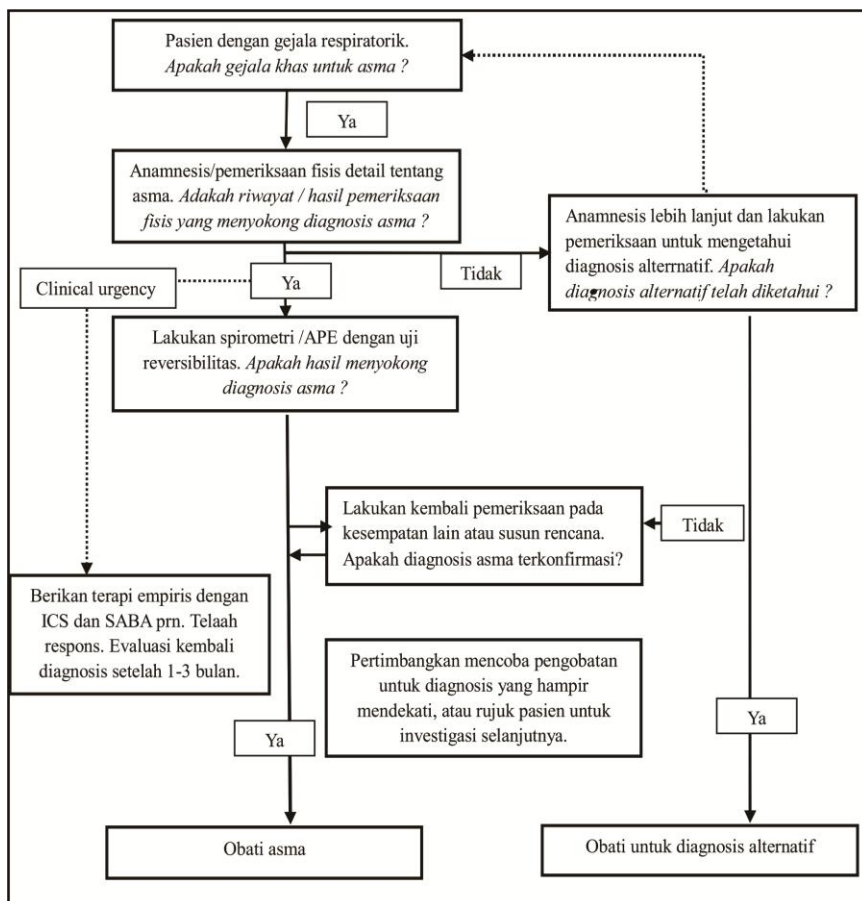 Pasien dengan gejala respiratorik.
Apakah gejala khas untuk asma ?
Ya
Anamnesis/pemeriksaan fisis detail tentang
asma. Adakah riwayat / hasil pemeriksaan
fisis yang menyokong diagnosis asma ?
Anamnesis lebih lanjut dan lakukan
pemeriksaan untuk mengetahui
diagnosis alterrnatif. Apakah
diagnosis alternatif telah diketahui ?
Tidak
Clinical urgency
Ya
Lakukan spirometri /APE dengan uji
reversibilitas. Apakah hasil menyokong
diagnosis asma ?
Lakukan kembali pemeriksaan pada
kesempatan lain atau susun rencana.
Apakah diagnosis asma terkonfirmasi?
Tidak
Berikan terapi empiris dengan
ICS dan SABA prn. Telaah
respons. Evaluasi kembali
diagnosis setelah 1-3 bulan.
Pertimbangkan mencoba pengobatan
untuk diagnosis yang hampir
mendekati, atau rujuk pasien untuk
investigasi selanjutnya.
Ya
Ya
Obati asma
Obati untuk diagnosis alternatif